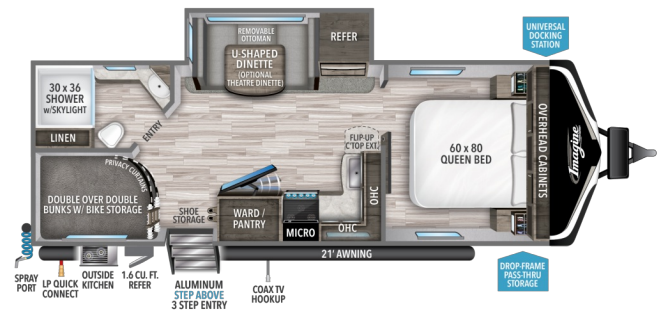 UNIVERSAL
DOCKING
STATION
REMOVABLE
OTTOMAN
U-SHAPED
DINETTE
(OPTIONAL
THEATRE DINETTE)
REFER
30 x 36
SHOWER
w/SKYLIGHT
LINEN
ENTRY
PRIVACY CURTAINS
DOUBLE OVER DOUBLE
BUNKS W/ BIKE STORAGE
SHOE
STORAGE
WARD /
PANTRY
MICRO
OHC
OHC
FLIP-UP
C'TOP EXT.
60 x 80
QUEEN BED
OVERHEAD CABINETS
Imagine
21' AWNING
SPRAY
PORT
LP QUICK
CONNECT
OUTSIDE
KITCHEN
1.6 CU. FT.
REFER
ALUMINUM
STEP ABOVE
3 STEP ENTRY
COAX TV
HOOKUP
DROP-FRAME
PASS-THRU
STORAGE